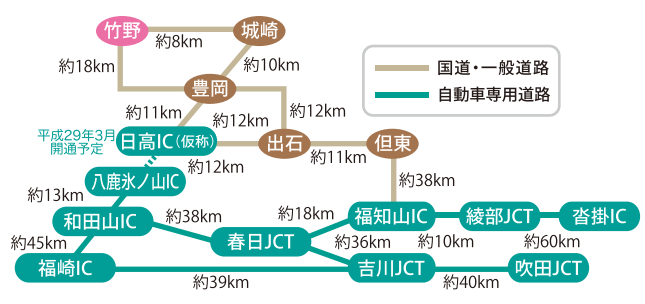 竹野
約8km
城崎
約18km
約10km
国道・一般道路
自動車専用道路
豊岡
約11km
約12km
約12km
平成29年3月
開通予定
日高IC(仮称)
出石
但東
約12km
約11km
八鹿氷ノ山IC
約38km
約13km
和田山IC
約38km
約18km
福知山IC
綾部JCT
沓掛IC
約45km
春日JCT
約36km
約10km
約60km
福崎IC
吉川JCT
吹田JCT
約39km
約40km